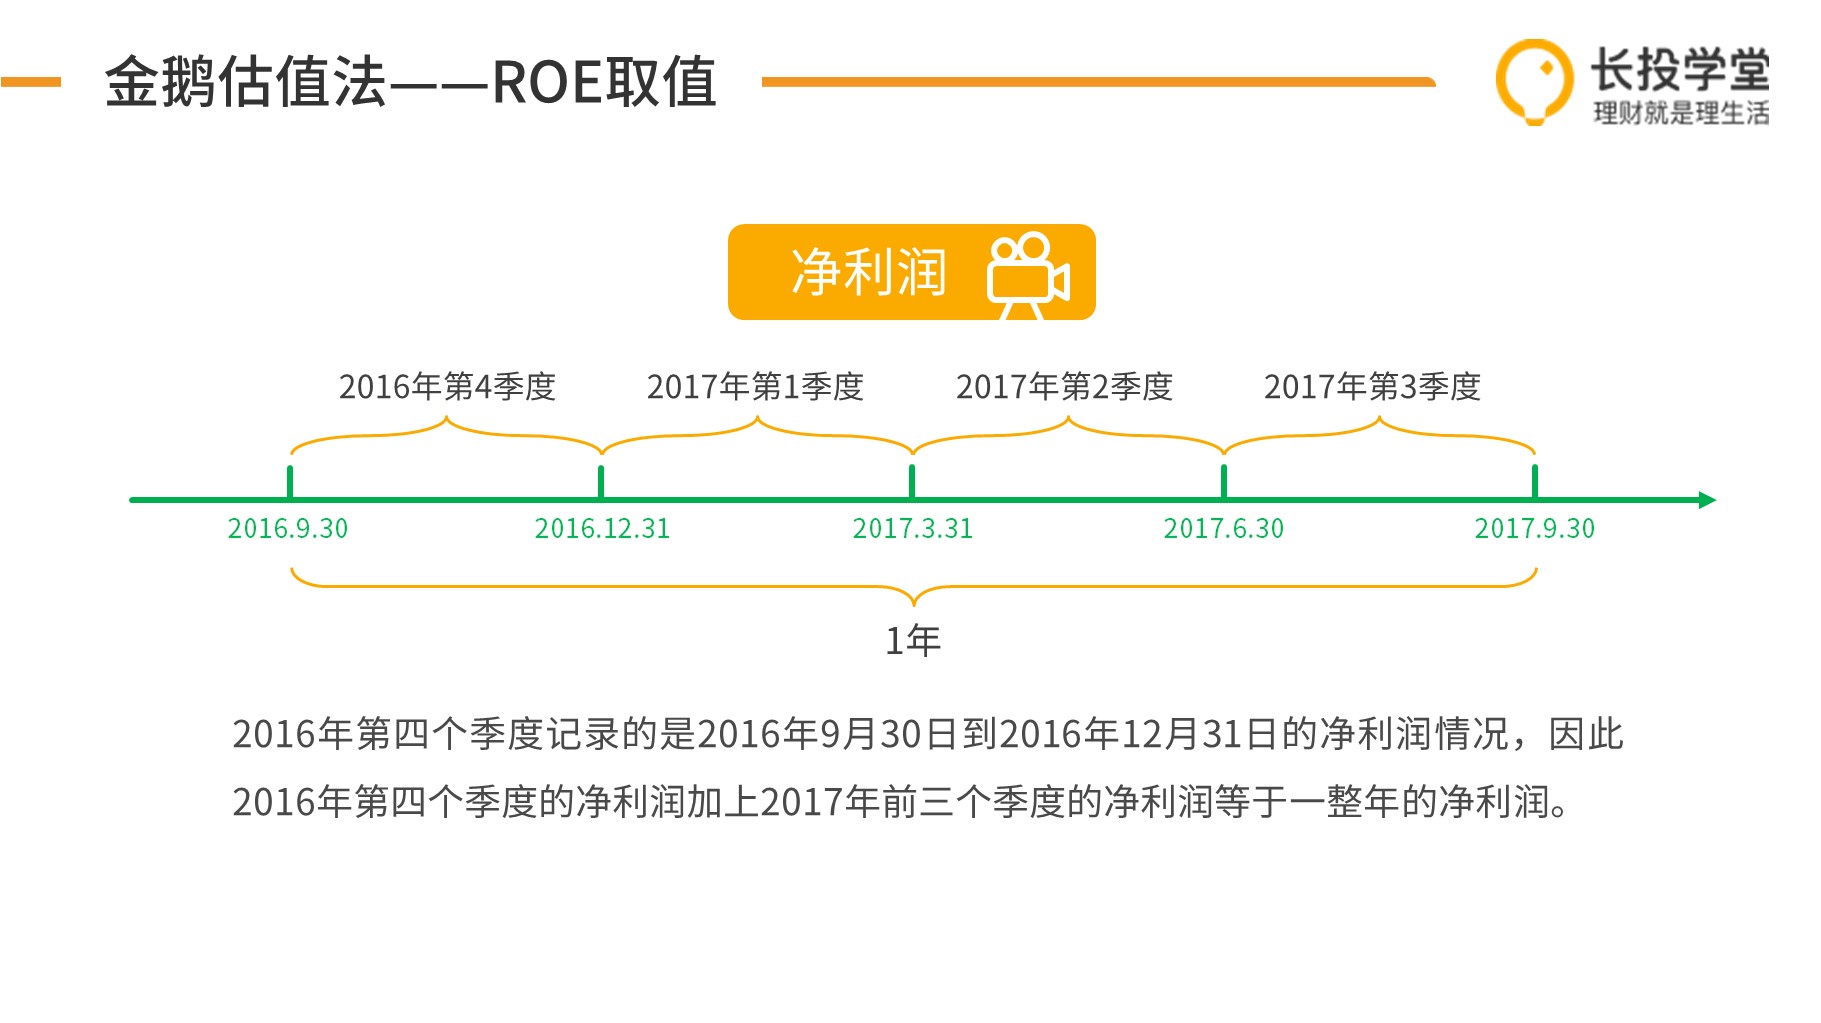 金鹅估值法——ROE取值
长投学堂
理财就是理生活
净利润
2016年第4季度 2017年第1季度 2017年第2季度 2017年第3季度
2016.9.30 2016.12.31 2017.3.31 2017.6.30 2017.9.30
1年
2016年第四个季度记录的是2016年9月30日到2016年12月31日的净利润情况，因此
2016年第四个季度的净利润加上2017年前三个季度的净利润等于一整年的净利润。